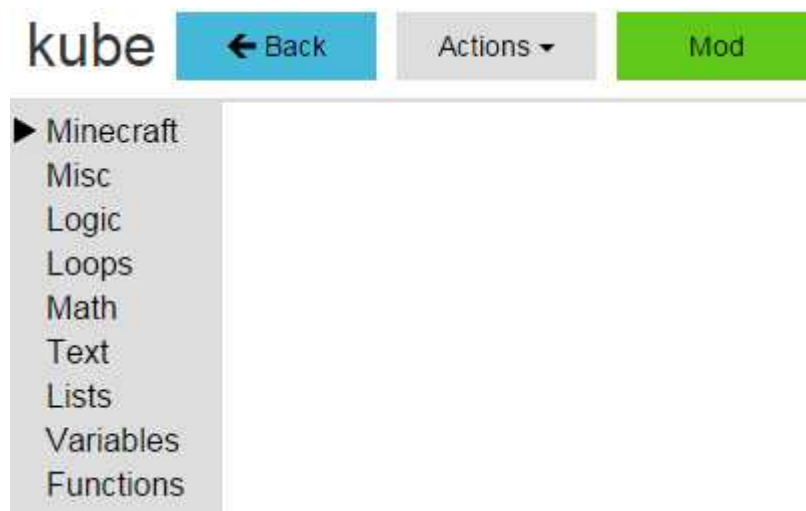 kube Back Actions Mod
Minecraft
Misc
Logic
Loops
Math
Text
Lists
Variables
Functions